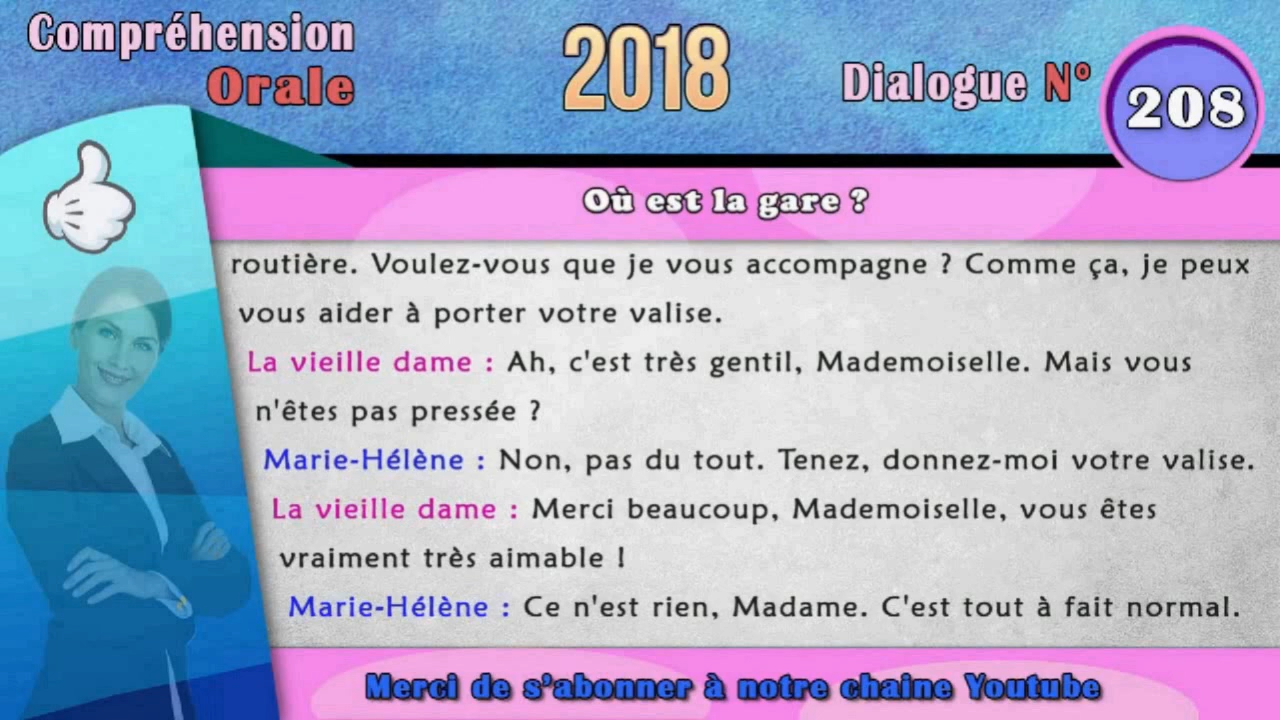 Compréhension
Orale
2018
Dialogue N°
208
Où est la gare ?
routière. Voulez-vous que je vous accompagne ? Comme ça, je peux
vous aider à porter votre valise.
La vieille dame : Ah, c'est très gentil, Mademoiselle. Mais vous
n'êtes pas pressée ?
Marie-Hélène : Non, pas du tout. Tenez, donnez-moi votre valise.
La vieille dame : Merci beaucoup, Mademoiselle, vous êtes
vraiment très aimable !
Marie-Hélène : Ce n'est rien, Madame. C'est tout à fait normal.
Merci de s'abonner à notre chaine Youtube